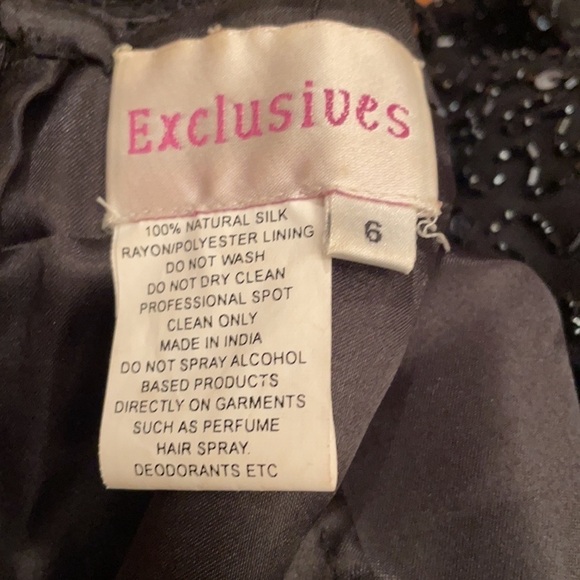 Exclusives
6
100% NATURAL SILK
RAYON/POLYESTER LINING
DO NOT WASH
DO NOT DRY CLEAN
PROFESSIONAL SPOT
CLEAN ONLY
MADE IN INDIA
DO NOT SPRAY ALCOHOL
BASED PRODUCTS
DIRECTLY ON GARMENTS
SUCH AS PERFUME
HAIR SPRAY.
DEODORANTS ETC